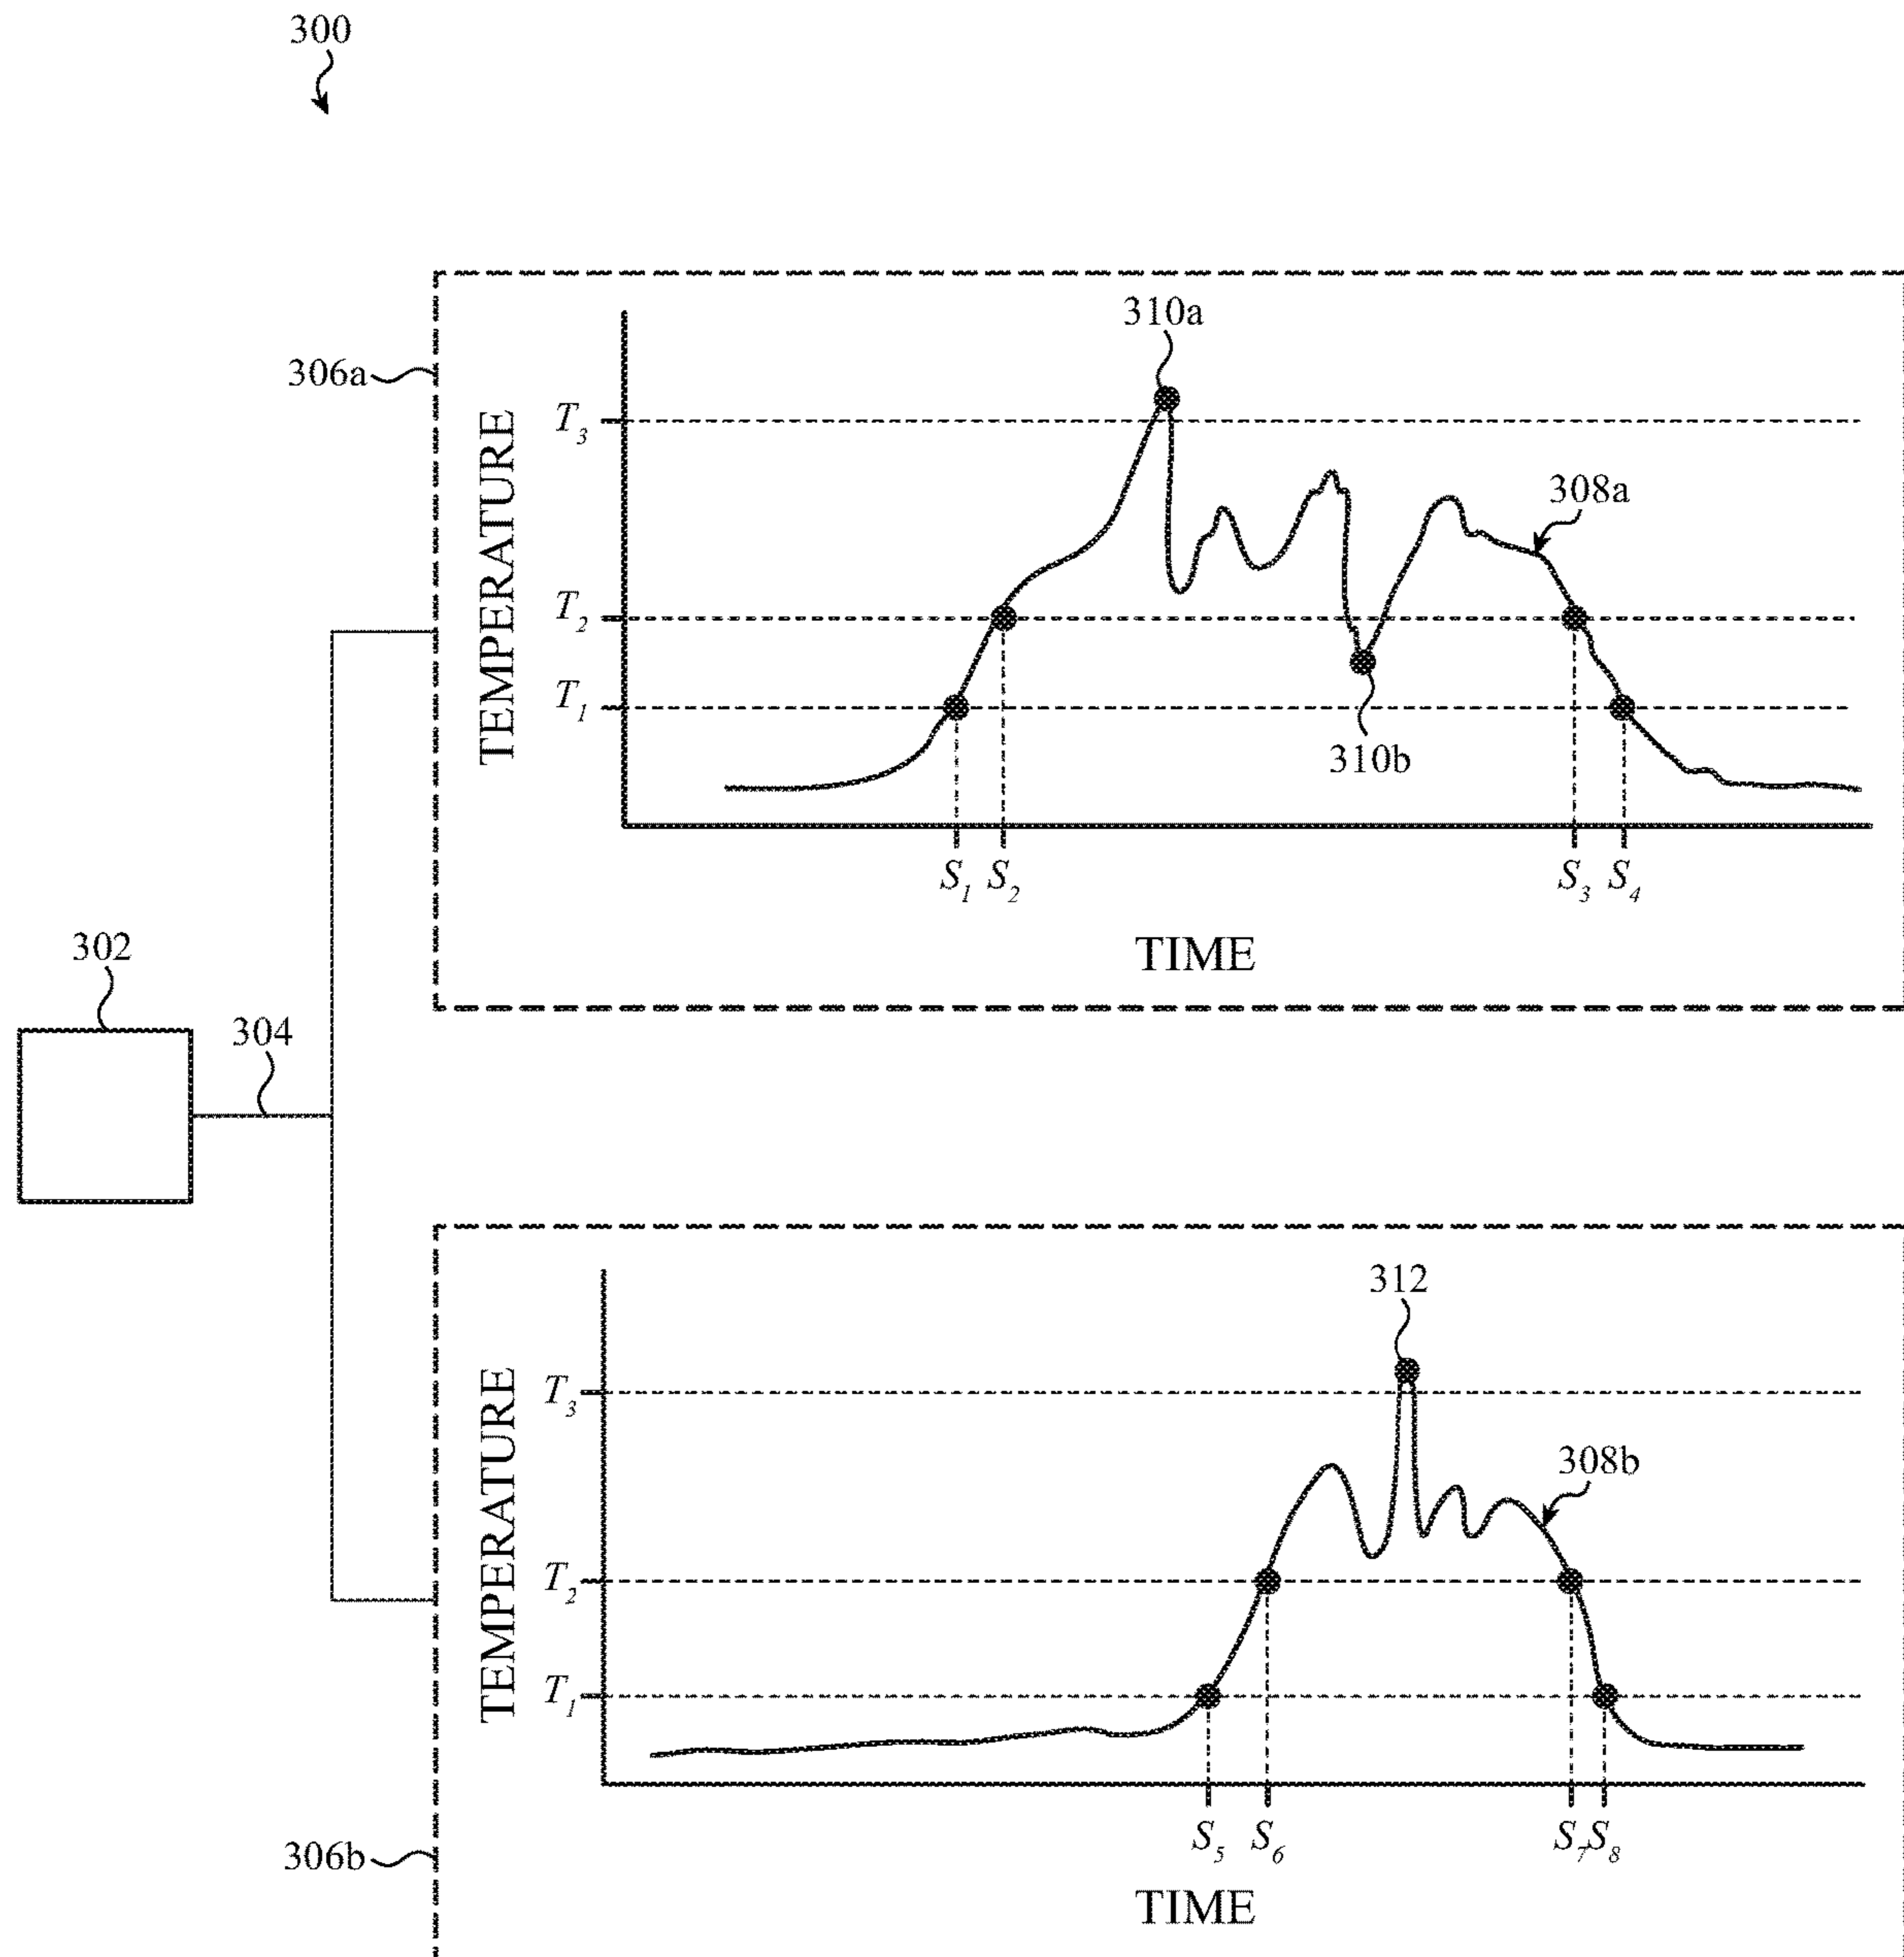 300
306a
310a
TEMPERATURE
T3
308a
T2
T1
310b
S1 S2 S3 S4
TIME
302
304
312
TEMPERATURE
T3
308b
T2
T1
S5 S6 S7 S8
306b
TIME